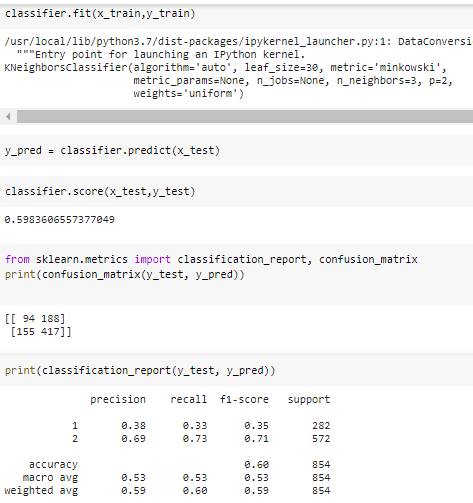 classifier.fit(x_train,y_train)
/usr/local/lib/python3.7/dist-packages/ipykernel_launcher.py:1: DataConversi
"""Entry point for launching an IPython kernel.
KNeighborsClassifier(algorithm='auto', leaf_size=30, metric='minkowski',
metric_params=None, n_jobs=None, n_neighbors=3, p=2,
weights='uniform')
y_pred = classifier.predict(x_test)
classifier.score(x_test,y_test)
0.5983606557377049
from sklearn.metrics import classification_report, confusion_matrix
print(confusion_matrix(y_test, y_pred))
[[ 94 188]
[155 417]]
print(classification_report(y_test, y_pred))
precision recall f1-score support
1 0.38 0.33 0.35 282
2 0.69 0.73 0.71 572
accuracy 0.60 854
macro avg 0.53 0.53 0.53 854
weighted avg 0.59 0.60 0.59 854